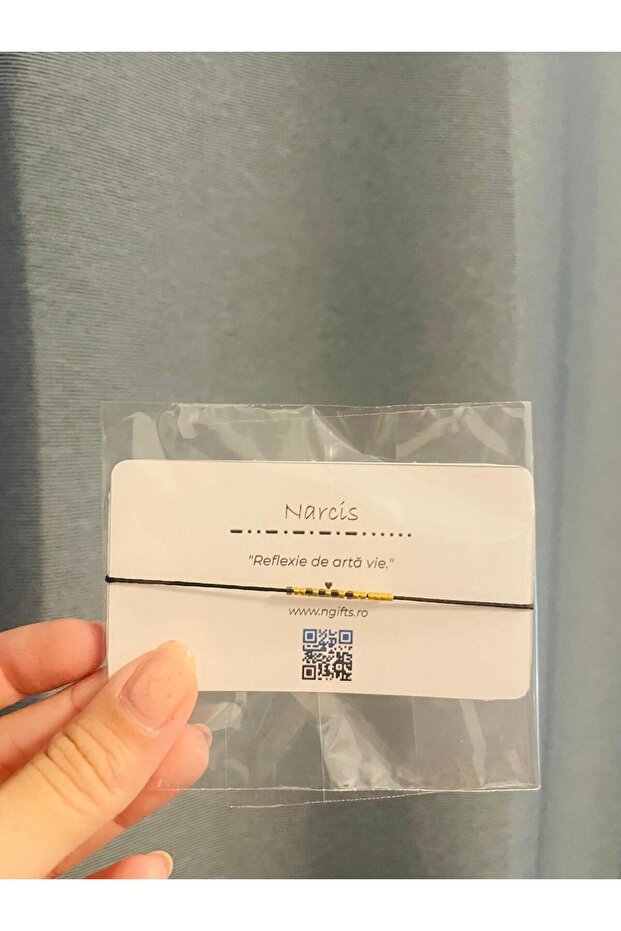 Narcis
-..-.-.-.-.......
"Reflexie de artă vie."
www.ngifts.ro